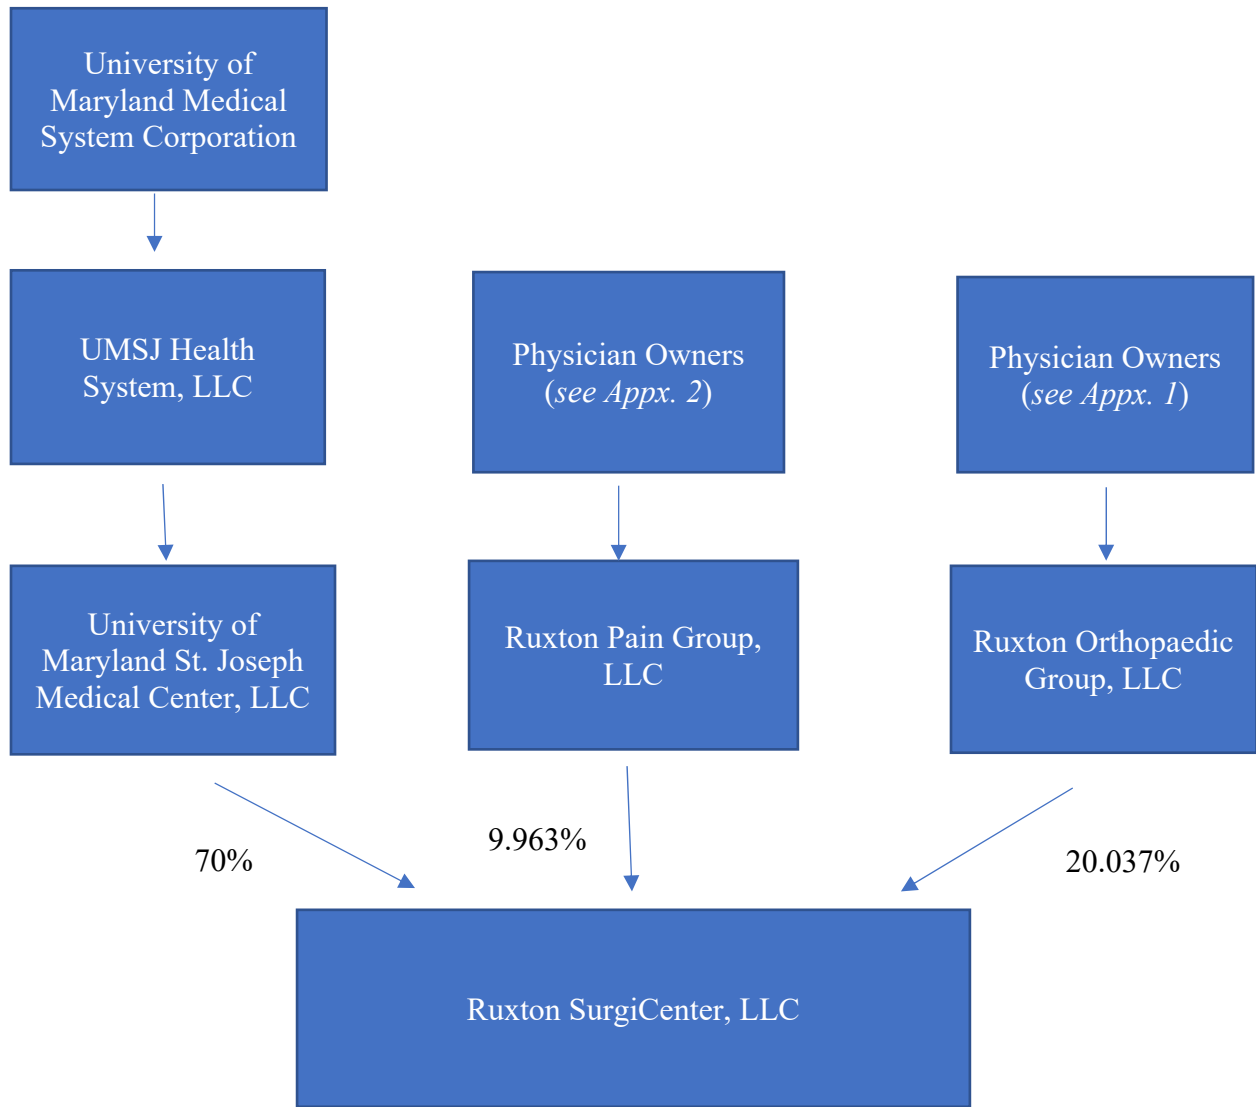 University of
Maryland Medical
System Corporation
UMSJ Health
System, LLC
Physician Owners
(see Appx. 2)
Physician Owners
(see Appx. 1)
University of
Maryland St. Joseph
Medical Center, LLC
Ruxton Pain Group,
LLC
Ruxton Orthopaedic
Group, LLC
70%
9.963%
20.037%
Ruxton SurgiCenter, LLC